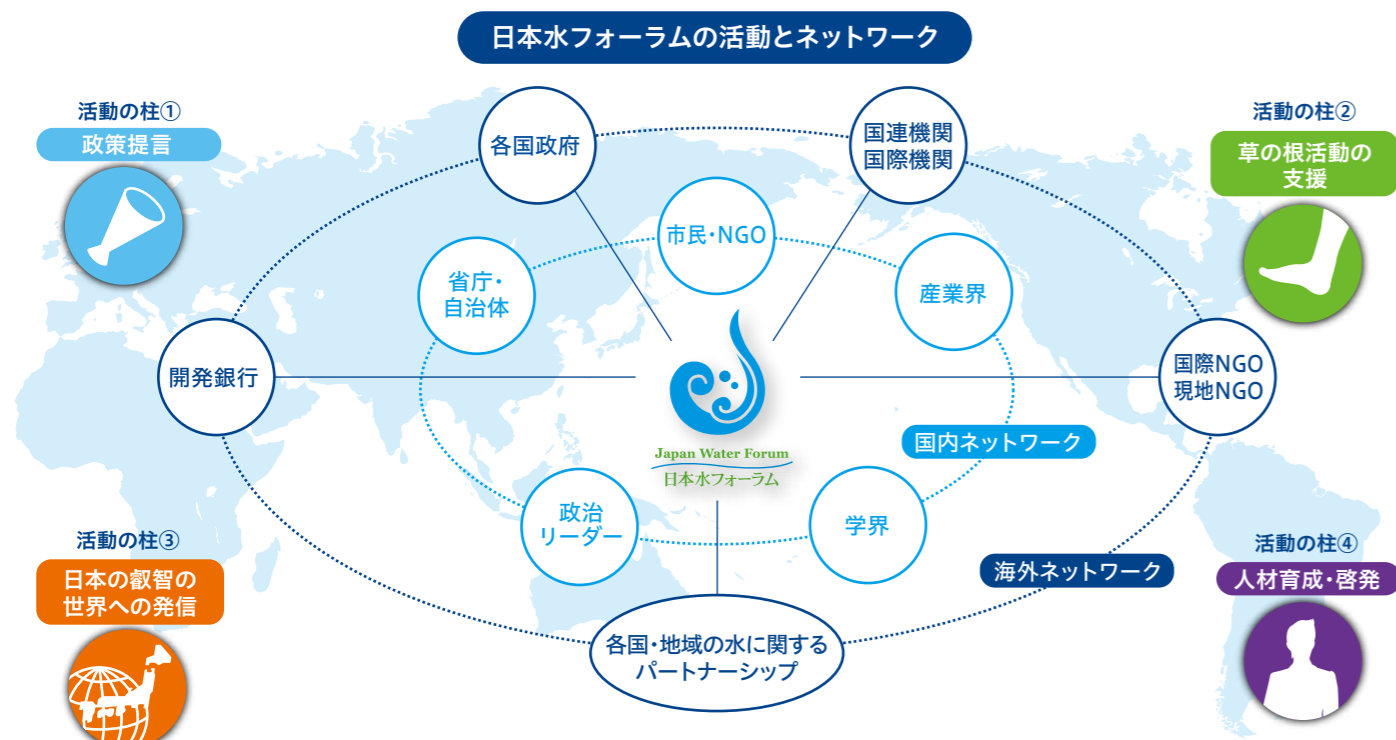 日本水フォーラムの活動とネットワーク
活動の柱①
政策提言
活動の柱②
草の根活動の
支援
各国政府
国連機関
国際機関
市民・NGO
省庁・
自治体
産業界
開発銀行
国際NGO
現地NGO
Japan Water Forum
日本水フォーラム
国内ネットワーク
政治
リーダー
学界
海外ネットワーク
各国・地域の水に関する
パートナーシップ
活動の柱③
日本の叡智の
世界への発信
活動の柱④
人材育成・啓発